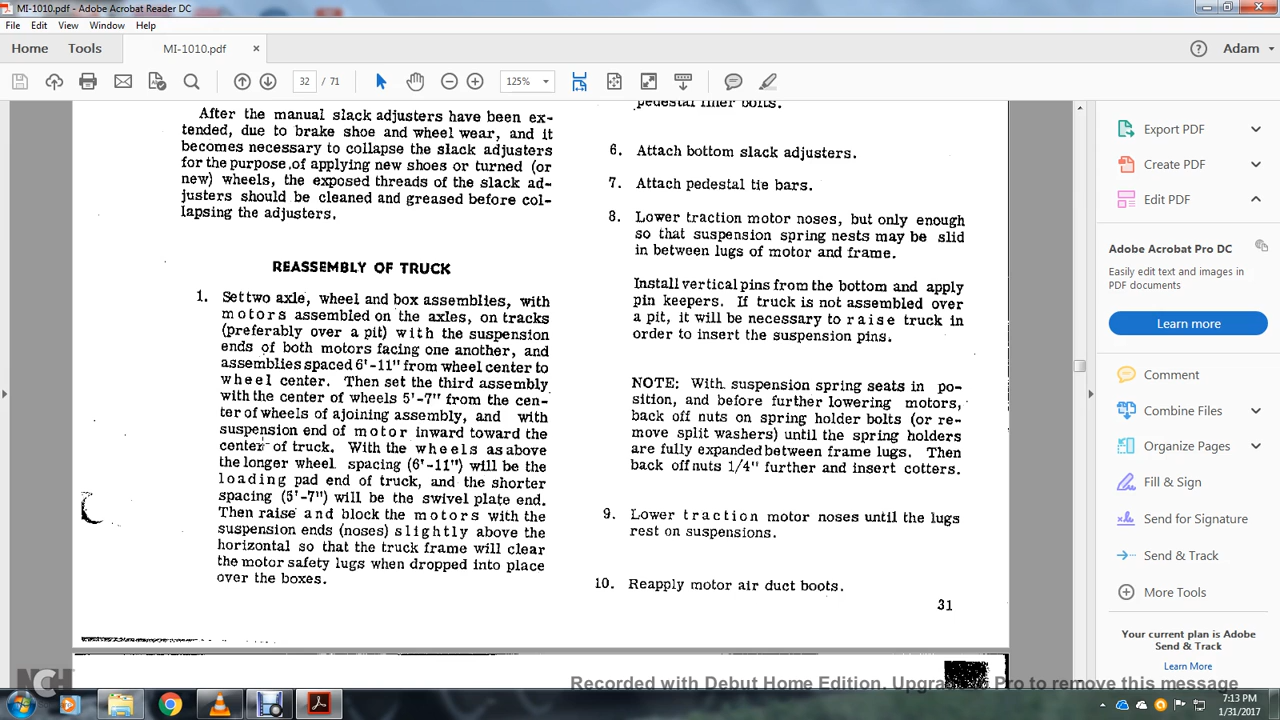 MI-1010.pdf - Adobe Acrobat Reader DC
File Edit View Window Help
Home Tools MI-1010.pdf × Adam
32 / 71 125%
After the manual slack adjusters have been ex-
tended, due to brake shoe and wheel wear, and it
becomes necessary to collapse the slack adjusters
for the purpose of applying new shoes or turned (or
new) wheels, the exposed threads of the slack ad-
justers should be cleaned and greased before col-
lapsing the adjusters.
REASSEMBLY OF TRUCK
1. Set two axle, wheel and box assemblies, with
motors assembled on the axles, on tracks
(preferably over a pit) with the suspension
ends of both motors facing one another, and
assemblies spaced 6'-11" from wheel center to
wheel center. Then set the third assembly
with the center of wheels 5'-7" from the cen-
ter of wheels of ajoining assembly, and with
suspension end of motor inward toward the
center of truck. With the wheels as above
the longer wheel spacing (6'-11") will be the
loading pad end of truck, and the shorter
spacing (5'-7") will be the swivel plate end.
Then raise and block the motors with the
suspension ends (noses) slightly above the
horizontal so that the truck frame will clear
the motor safety lugs when dropped into place
over the boxes.
pedestal liner bolts.
6. Attach bottom slack adjusters.
7. Attach pedestal tie bars.
8. Lower traction motor noses, but only enough
so that suspension spring nests may be slid
in between lugs of motor and frame.
Install vertical pins from the bottom and apply
pin keepers. If truck is not assembled over
a pit, it will be necessary to raise truck in
order to insert the suspension pins.
NOTE: With suspension spring seats in po-
sition, and before further lowering motors,
back off nuts on spring holder bolts (or re-
move split washers) until the spring holders
are fully expanded between frame lugs. Then
back off nuts 1/4" further and insert cotters.
9. Lower traction motor noses until the lugs
rest on suspensions.
10. Reapply motor air duct boots.
31
Export PDF
Create PDF
Edit PDF
Adobe Acrobat Pro DC
Easily edit text and images in
PDF documents
Learn more
Comment
Combine Files
Organize Pages
Fill & Sign
Send for Signature
Send & Track
More Tools
Your current plan is Adobe
Send & Track
Learn More
NCH
Recorded with Debut Home Edition. Upgrade to Pro to remove this message
7:13 PM
1/31/2017